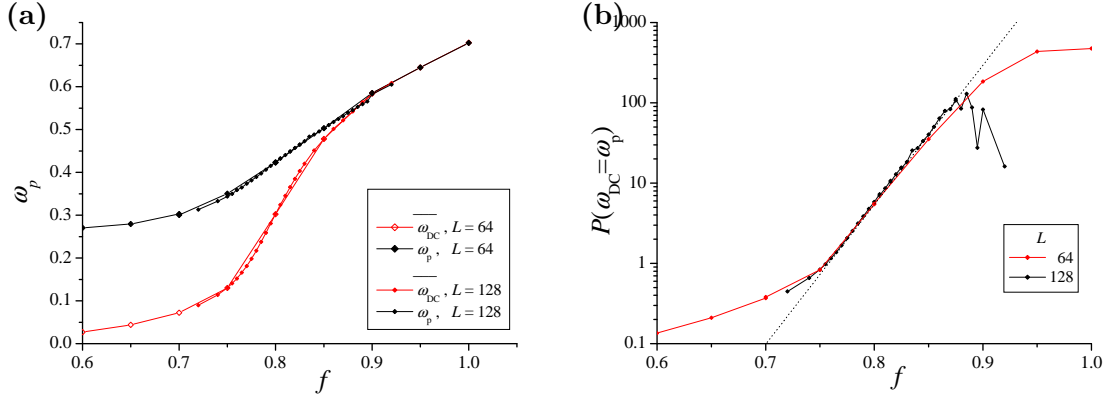 (a)
ω_p
0.7
0.6
0.5
0.4
0.3
0.2
0.1
0.0
0.6 0.7 0.8 0.9 1.0
f
ω_DC , L = 64
ω_p , L = 64
ω_DC , L = 128
ω_p , L = 128
(b)
P(ω_DC=ω_p)
1000
100
10
1
0.1
0.6 0.7 0.8 0.9 1.0
f
L
64
128